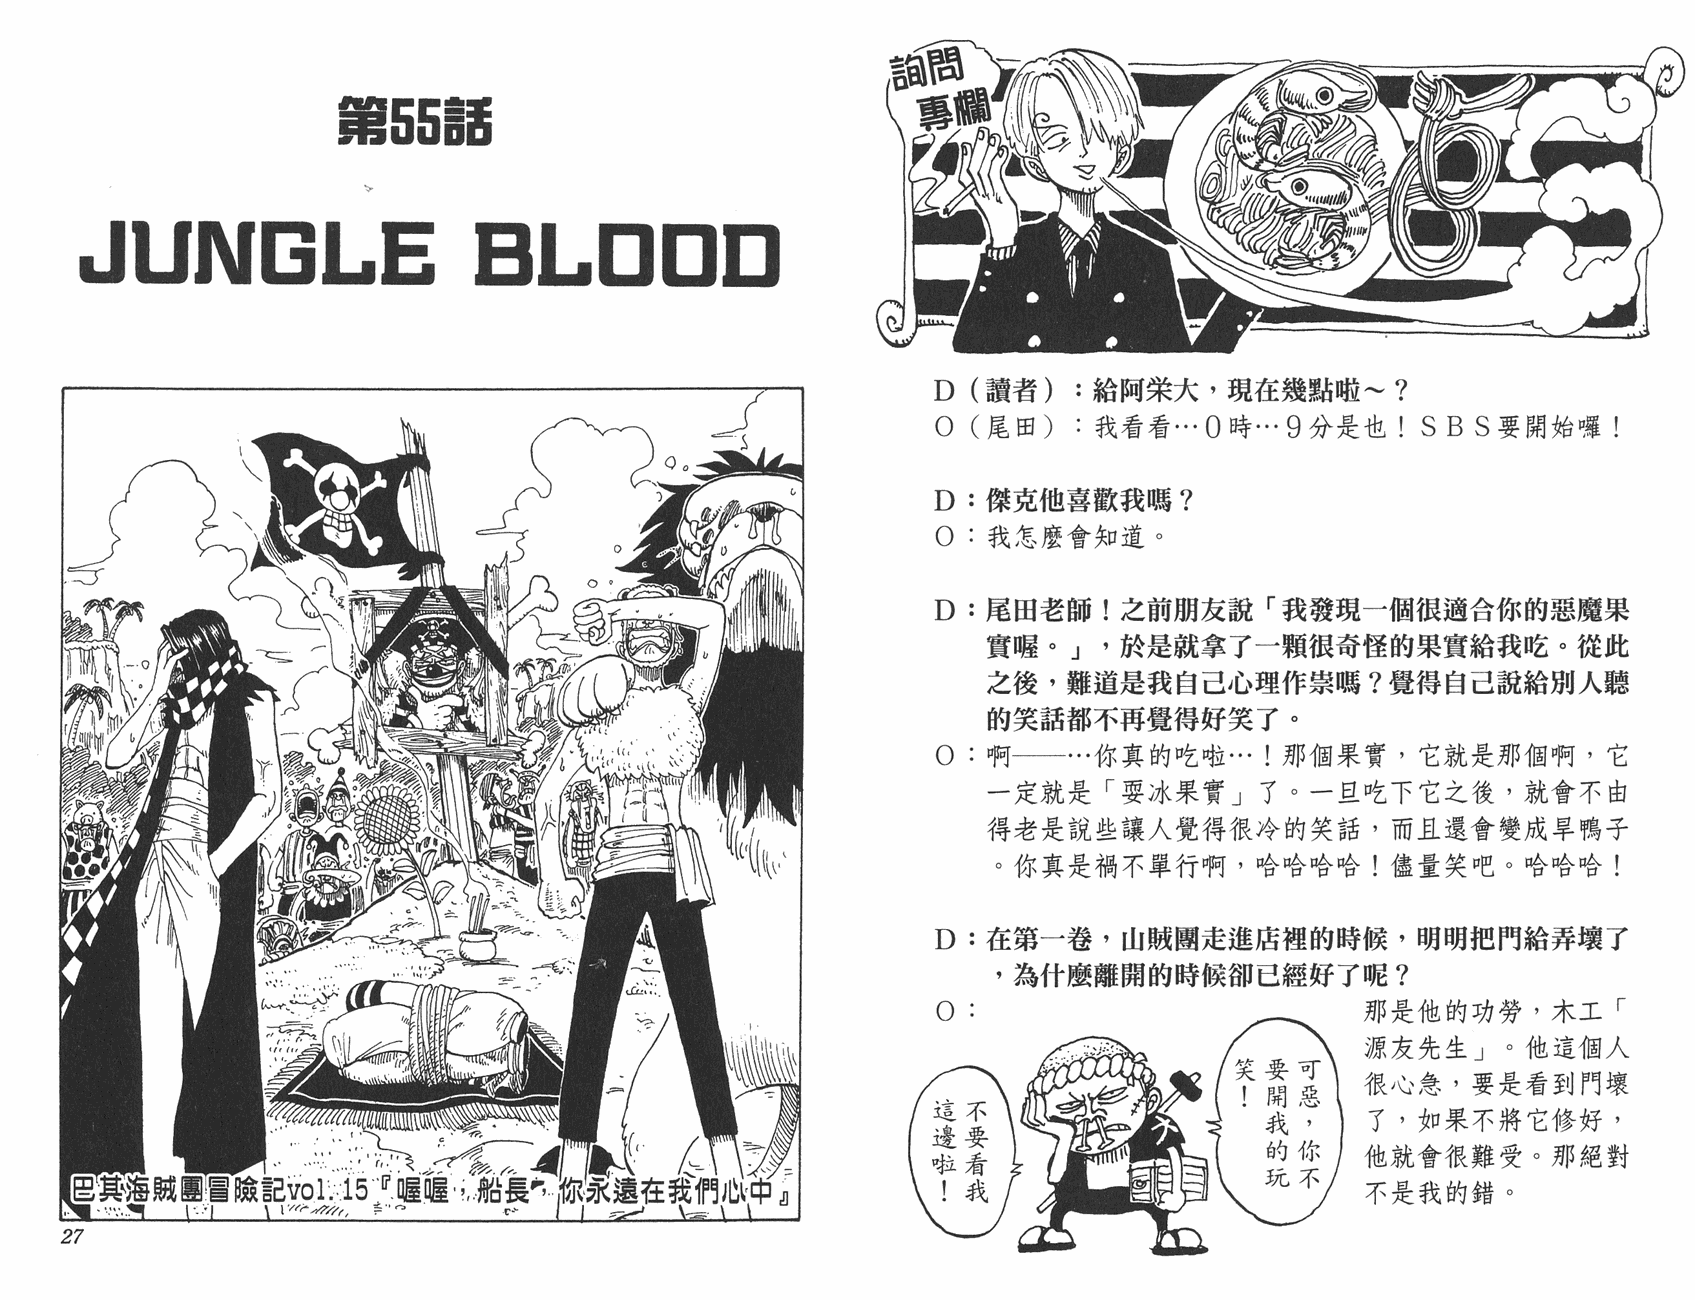 詢問
專欄
D（讀者）：給阿栄大，現在幾點啦～？
O（尾田）：我看看…0時…9分是也！SBS要開始囉！
D：傑克他喜歡我嗎？
O：我怎麼會知道。
D：尾田老師！之前朋友說「我發現一個很適合你的惡魔果
實喔。」，於是就拿了一顆很奇怪的果實給我吃。從此
之後，難道是我自己心理作祟嗎？覺得自己說給別人聽
的笑話都不再覺得好笑了。
O：啊——…你真的吃啦…！那個果實，它就是那個啊，它
一定就是「耍冰果實」了。一旦吃下它之後，就會不由
得老是說些讓人覺得很冷的笑話，而且還會變成旱鴨子
。你真是禍不單行啊，哈哈哈哈！儘量笑吧。哈哈哈！
D：在第一卷，山賊團走進店裡的時候，明明把門給弄壞了
，為什麼離開的時候卻已經好了呢？
O：
那是他的功勞，木工「
源友先生」。他這個人
很心急，要是看到門壞
了，如果不將它修好，
他就會很難受。那絕對
不是我的錯。
可惡，你不
要開我的玩
笑！
不要看我
這邊啦！
大
第55話
JUNGLE BLOOD
巴其海賊團冒險記vol.15『喔喔，船長，你永遠在我們心中』
27